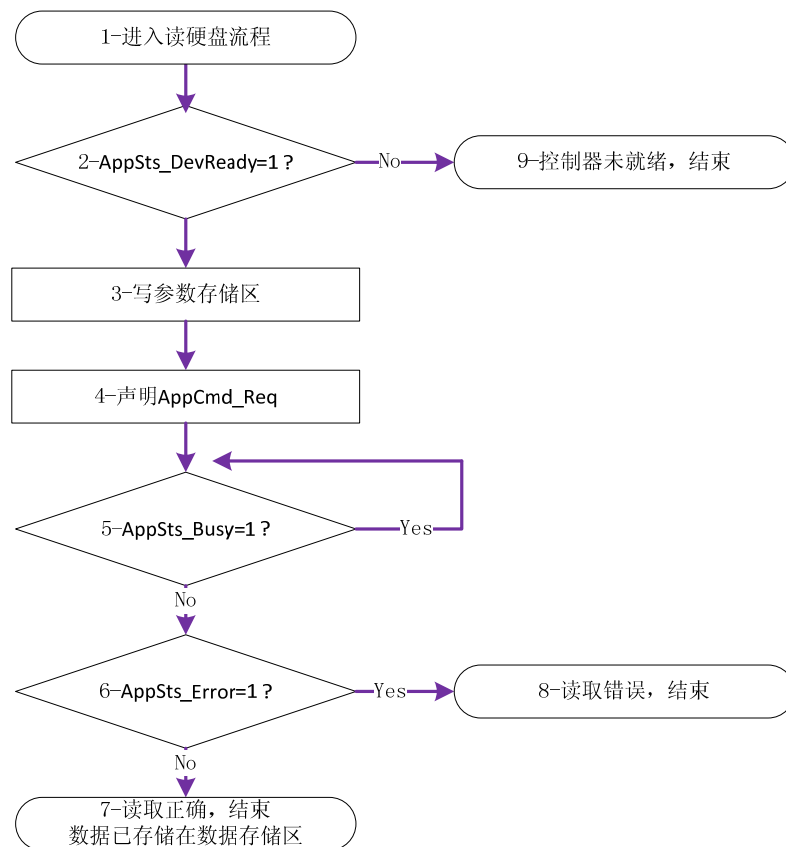 1-进入读硬盘流程
2-AppSts_DevReady=1？
No
9-控制器未就绪，结束
3-写参数存储区
4-声明AppCmd_Req
5-AppSts_Busy=1？
Yes
No
6-AppSts_Error=1？
Yes
8-读取错误，结束
No
7-读取正确，结束
数据已存储在数据存储区